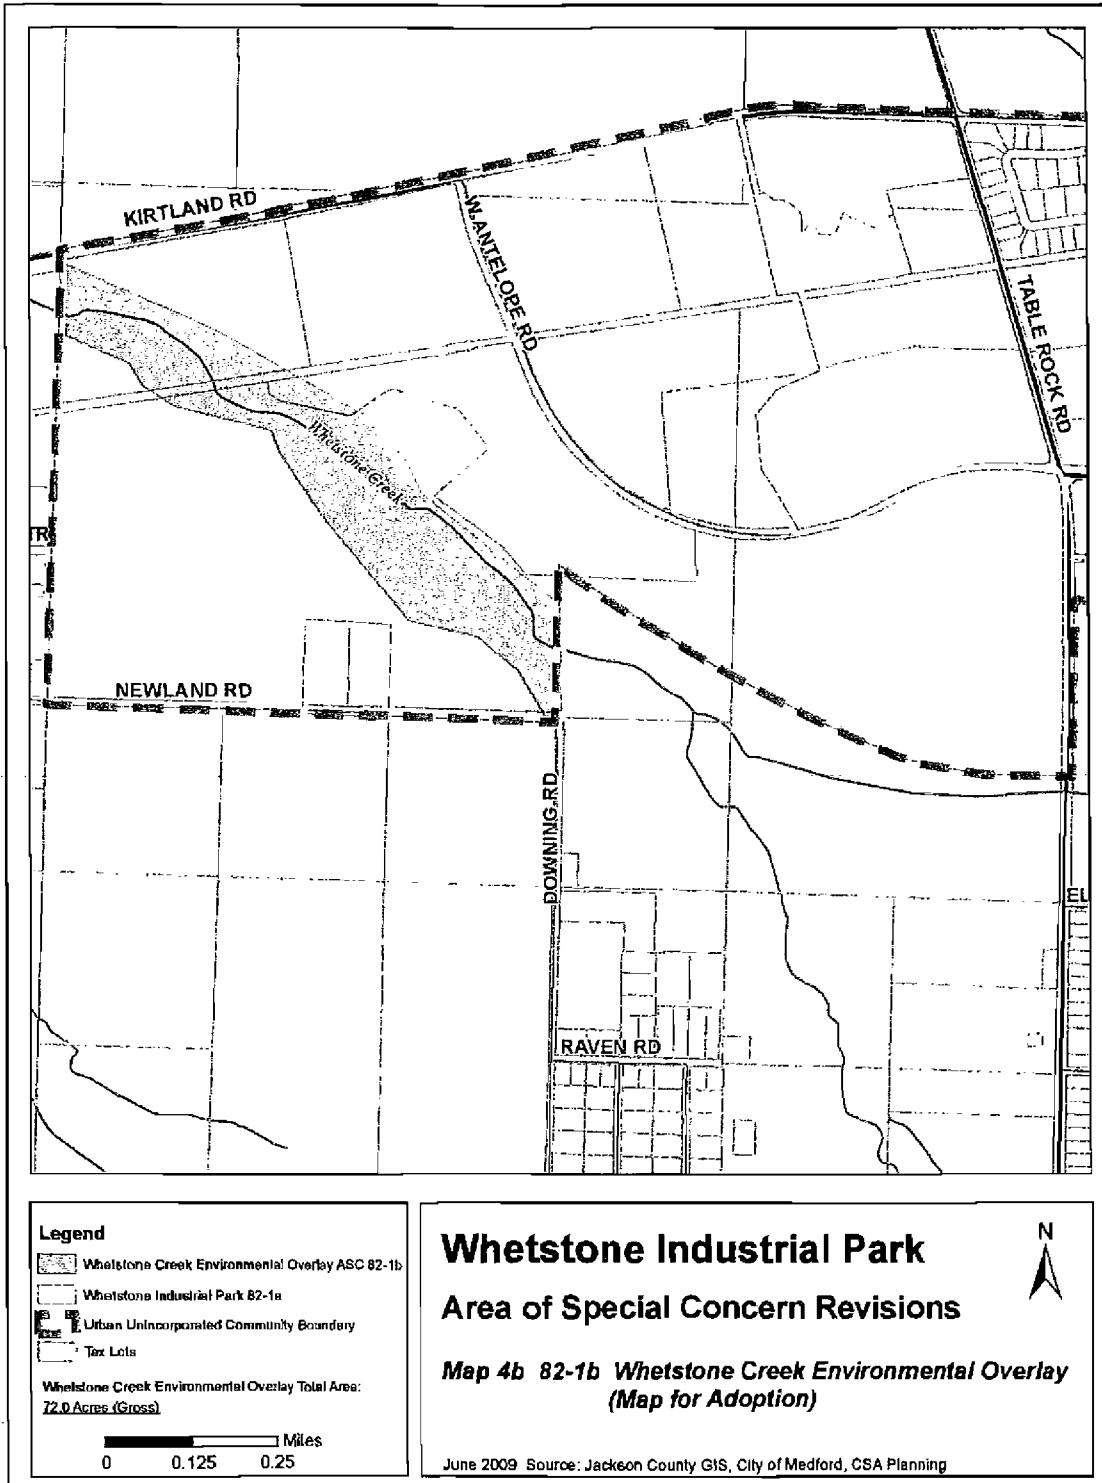 KIRTLAND RD
W ANTELOPE RD
TABLE ROCK RD
Whetstone Creek
TR
NEWLAND RD
DOWNING RD
EL
RAVEN RD
Legend
Whetstone Creek Environmental Overlay ASC 82-1b
Whetstone Industrial Park 82-1a
Urban Unincorporated Community Boundary
Tax Lots
Whetstone Creek Environmental Overlay Total Area:
72.0 Acres (Gross)
Miles
0 0.125 0.25
Whetstone Industrial Park
Area of Special Concern Revisions
Map 4b 82-1b Whetstone Creek Environmental Overlay
(Map for Adoption)
N
June 2009 Source: Jackson County GIS, City of Medford, CSA Planning